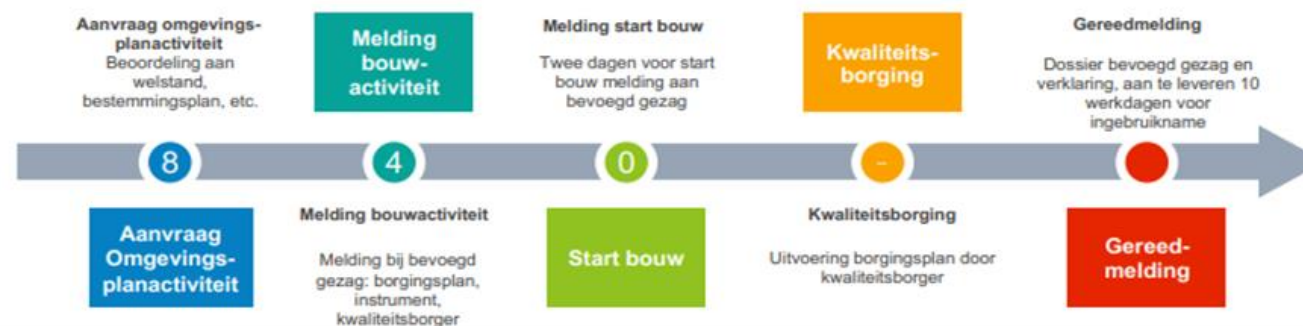 Aanvraag omgevings-
planactiviteit
Beoordeling aan
welstand,
bestemmingsplan, etc.
Melding
bouw-
activiteit
Melding start bouw
Twee dagen voor start
bouw melding aan
bevoegd gezag
Kwaliteits-
borging
Gereedmelding
Dossier bevoegd gezag en
verklaring, aan te leveren 10
werkdagen voor
ingebruikname
8
4
0
-
Aanvraag
Omgevings-
planactiviteit
Melding bouwactiviteit
Melding bij bevoegd
gezag: borgingsplan,
instrument,
kwaliteitsborger
Start bouw
Kwaliteitsborging
Uitvoering borgingsplan door
kwaliteitsborger
Gereed-
melding